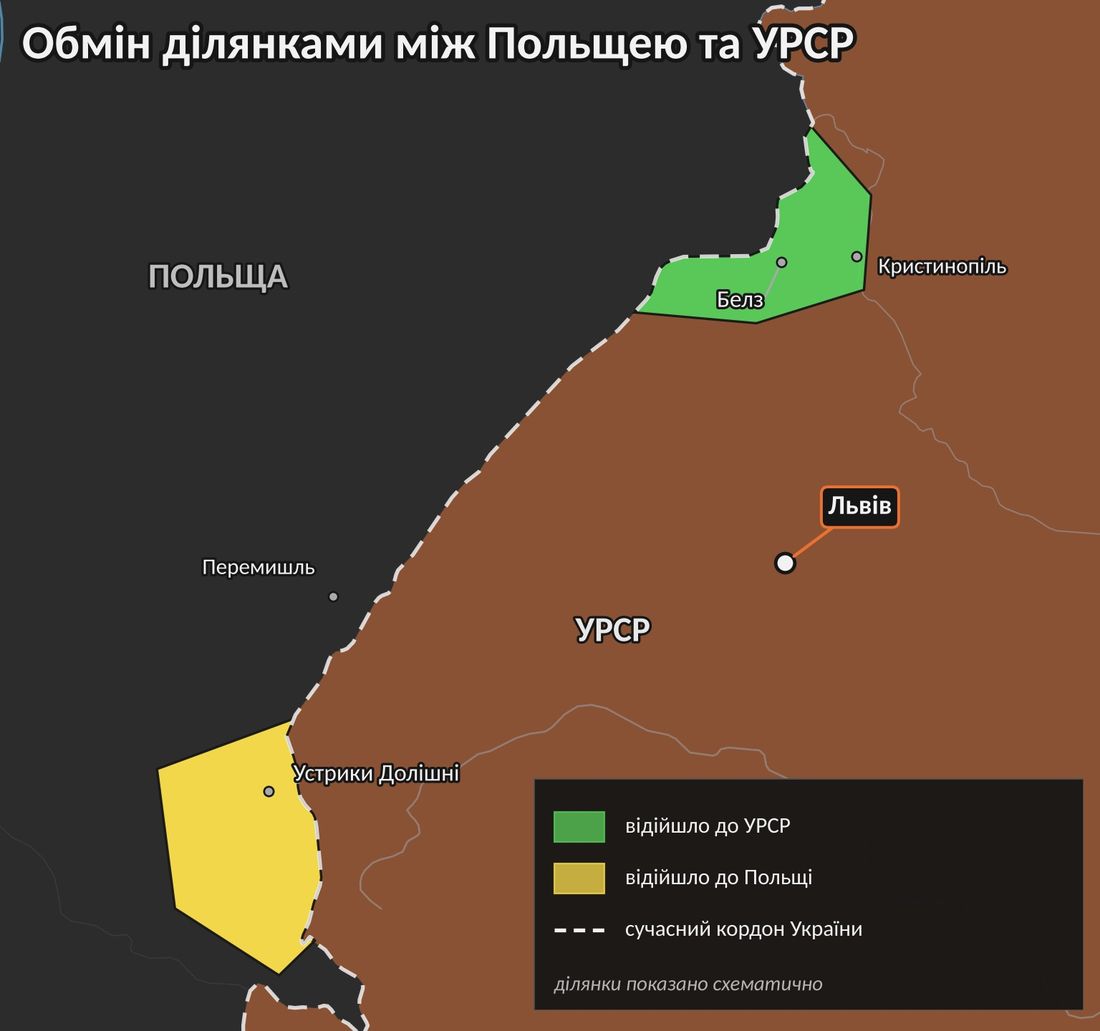 Обмін ділянками між Польщею та УРСР
ПОЛЬЩА
Кристинопіль
Белз
Львів
Перемишль
УРСР
Устрики Долішні
відійшло до УРСР
відійшло до Польщі
сучасний кордон України
ділянки показано схематично